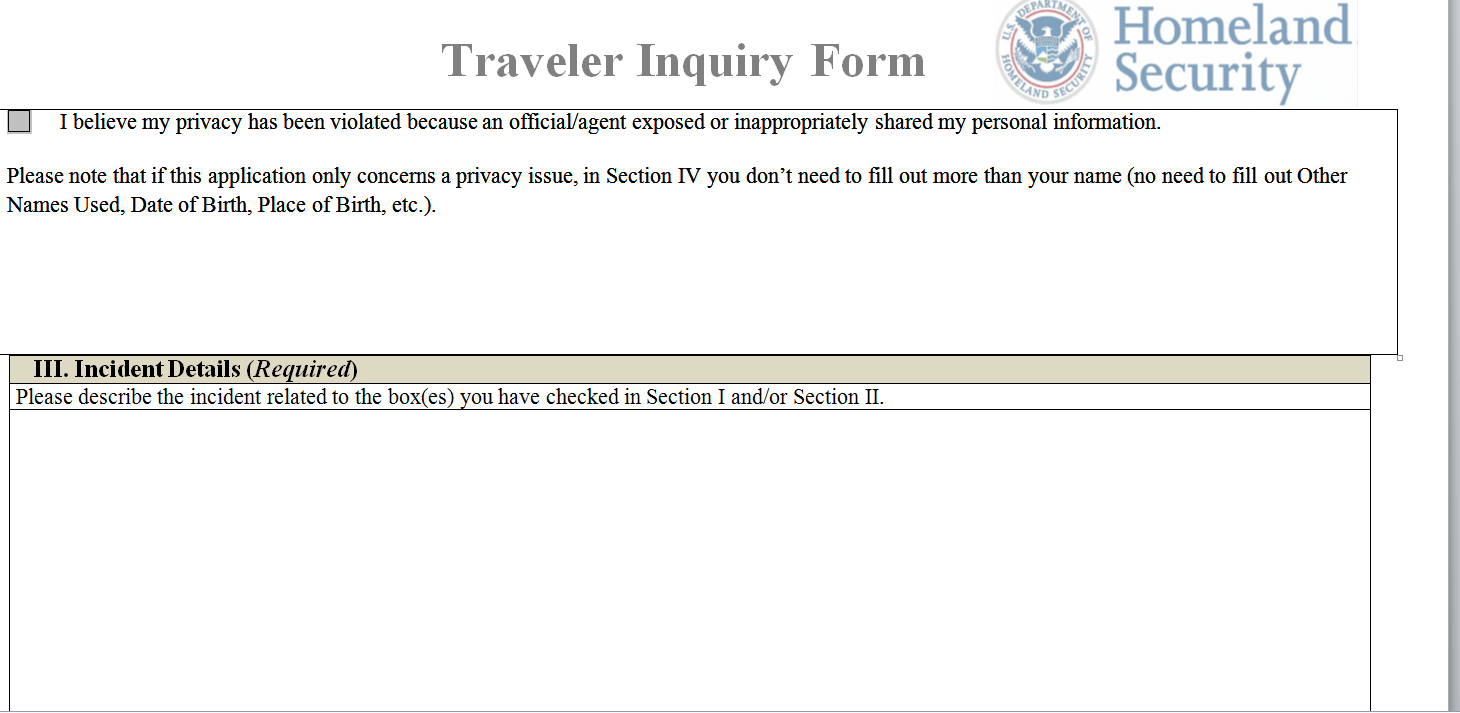 U.S. DEPARTMENT OF
HOMELAND SECURITY
Homeland
Security
Traveler Inquiry Form
I believe my privacy has been violated because an official/agent exposed or inappropriately shared my personal information.
Please note that if this application only concerns a privacy issue, in Section IV you don’t need to fill out more than your name (no need to fill out Other
Names Used, Date of Birth, Place of Birth, etc.).
III. Incident Details (Required)
Please describe the incident related to the box(es) you have checked in Section I and/or Section II.